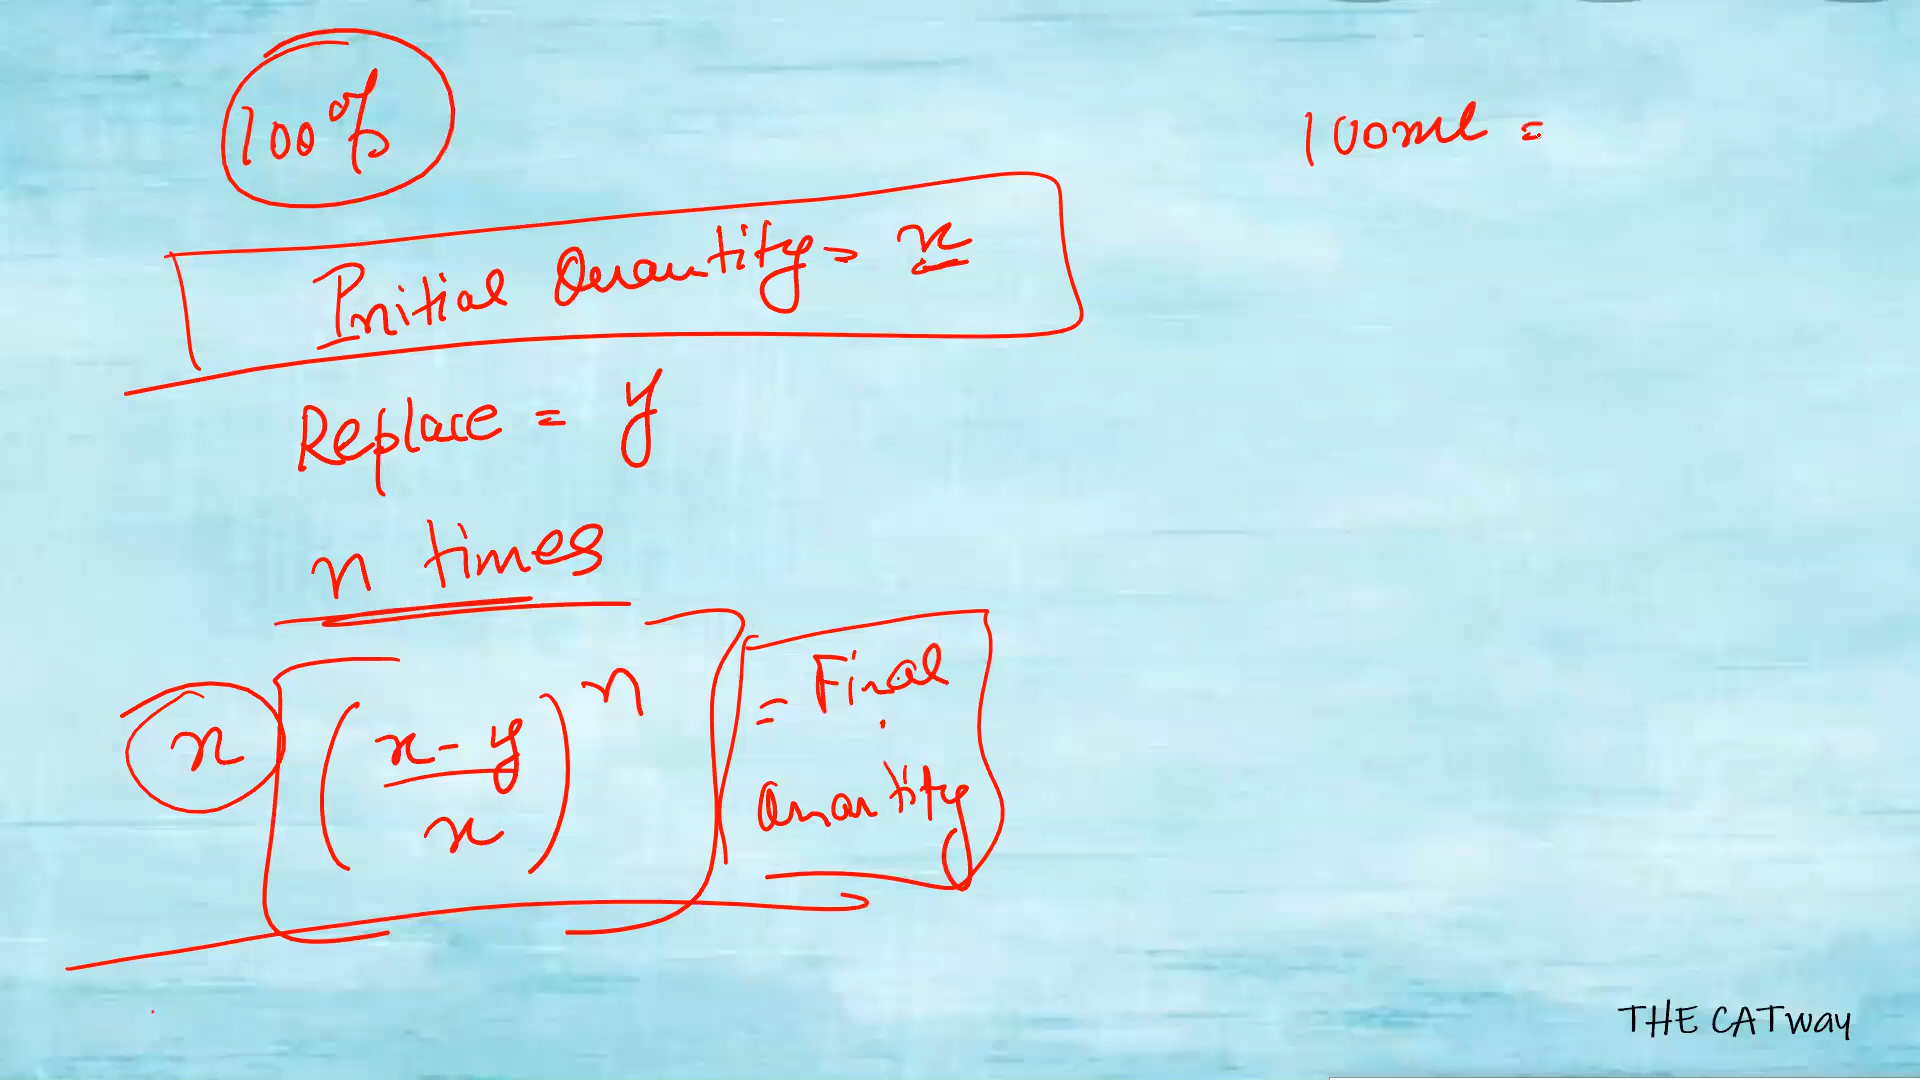 100%
Initial Quantity = x
Replace = y
n times
x ( x - y / x ) n = Final Quantity
100ml =
THE CATway